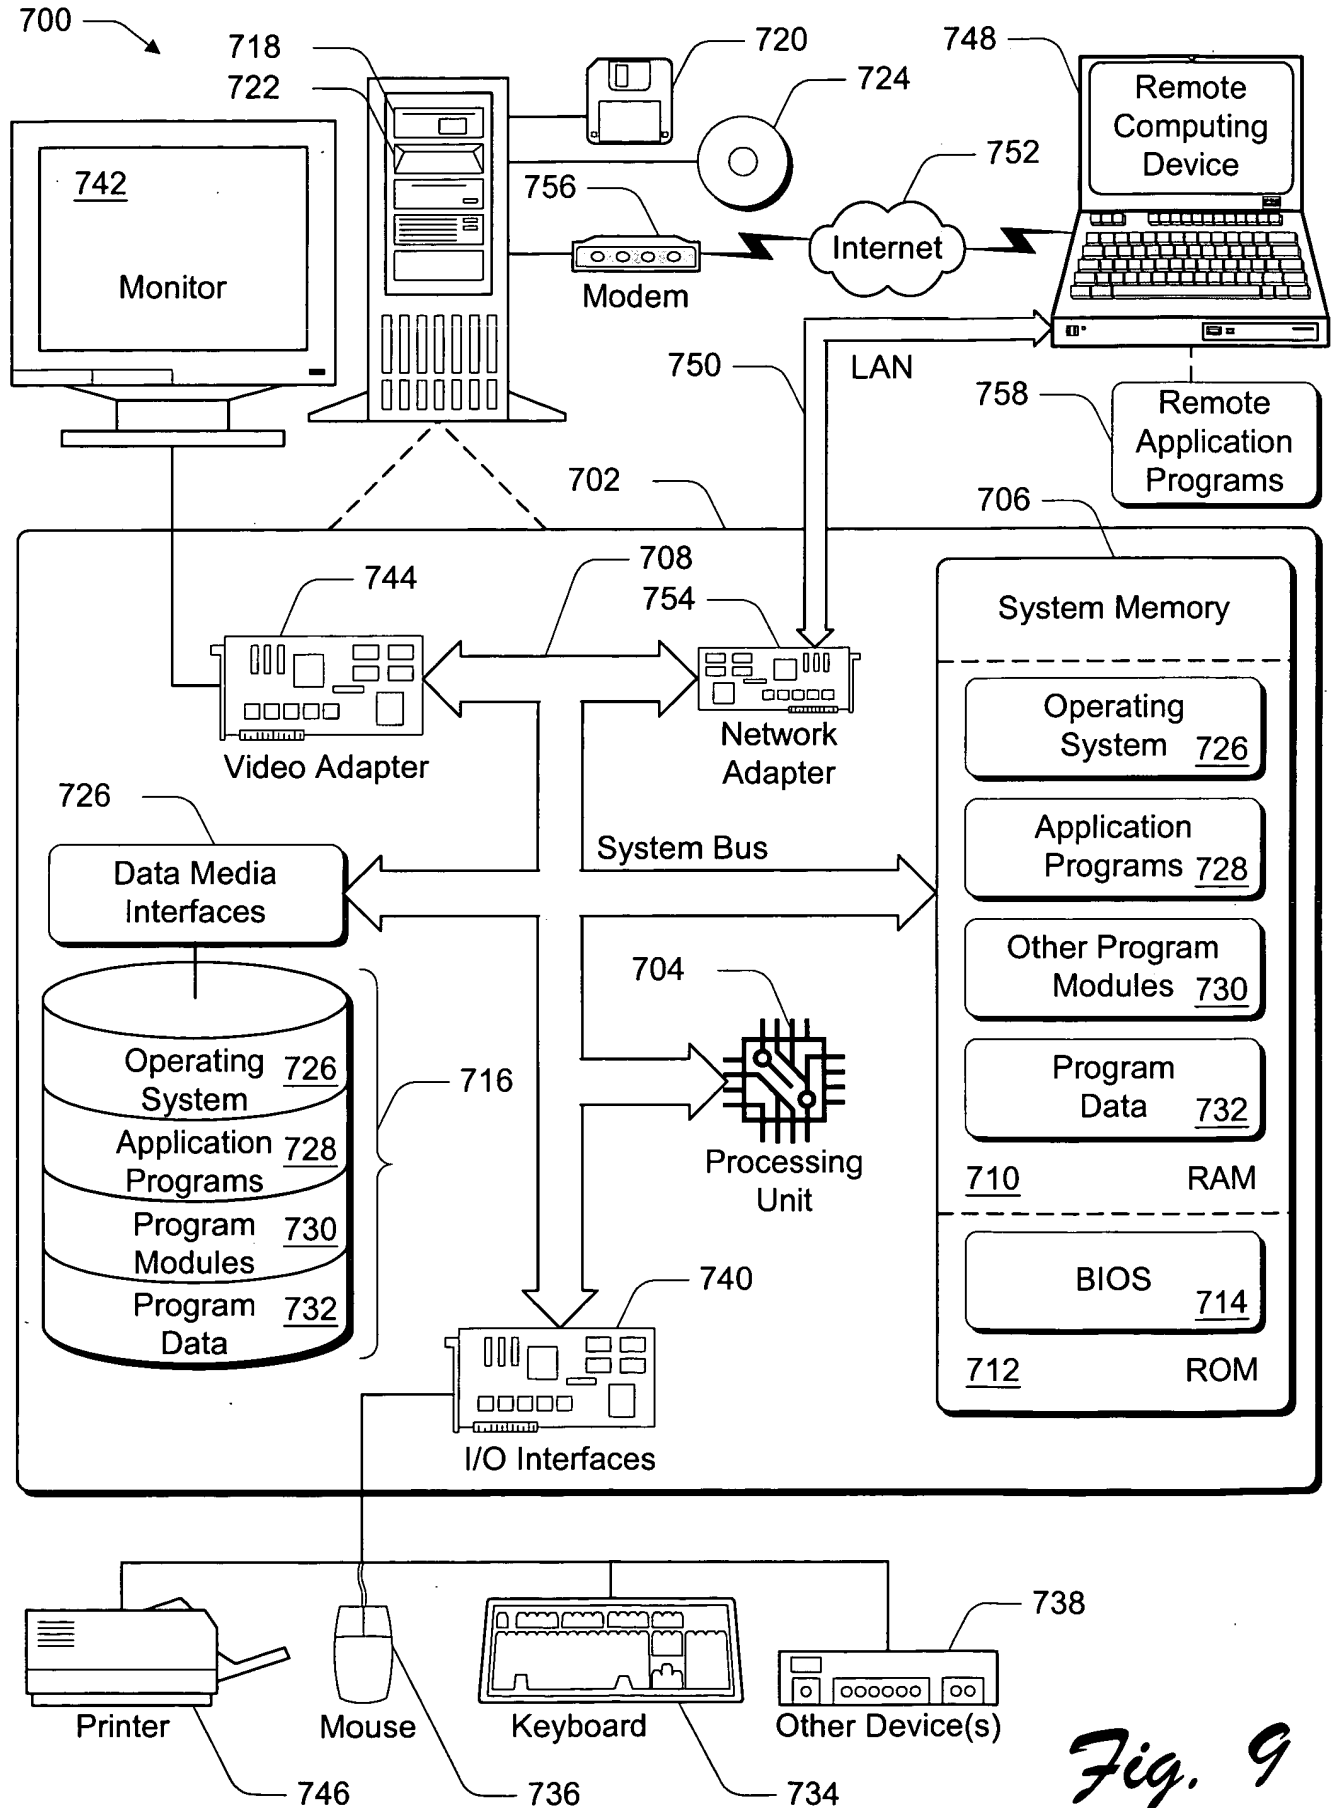 700
718
722
720
724
748
Remote
Computing
Device
742
Monitor
756
Modem
752
Internet
750
LAN
758
Remote
Application
Programs
702
706
708
744
754
System Memory
Video Adapter
Network
Adapter
Operating
System 726
726
Data Media
Interfaces
System Bus
Application
Programs 728
Other Program
Modules 730
704
Operating
System 726
Application
Programs 728
Program
Modules 730
Program
Data 732
716
Processing
Unit
Program
Data 732
710 RAM
BIOS
714
712 ROM
740
I/O Interfaces
738
Printer
Mouse
Keyboard
Other Device(s)
746
736
734
Fig. 9